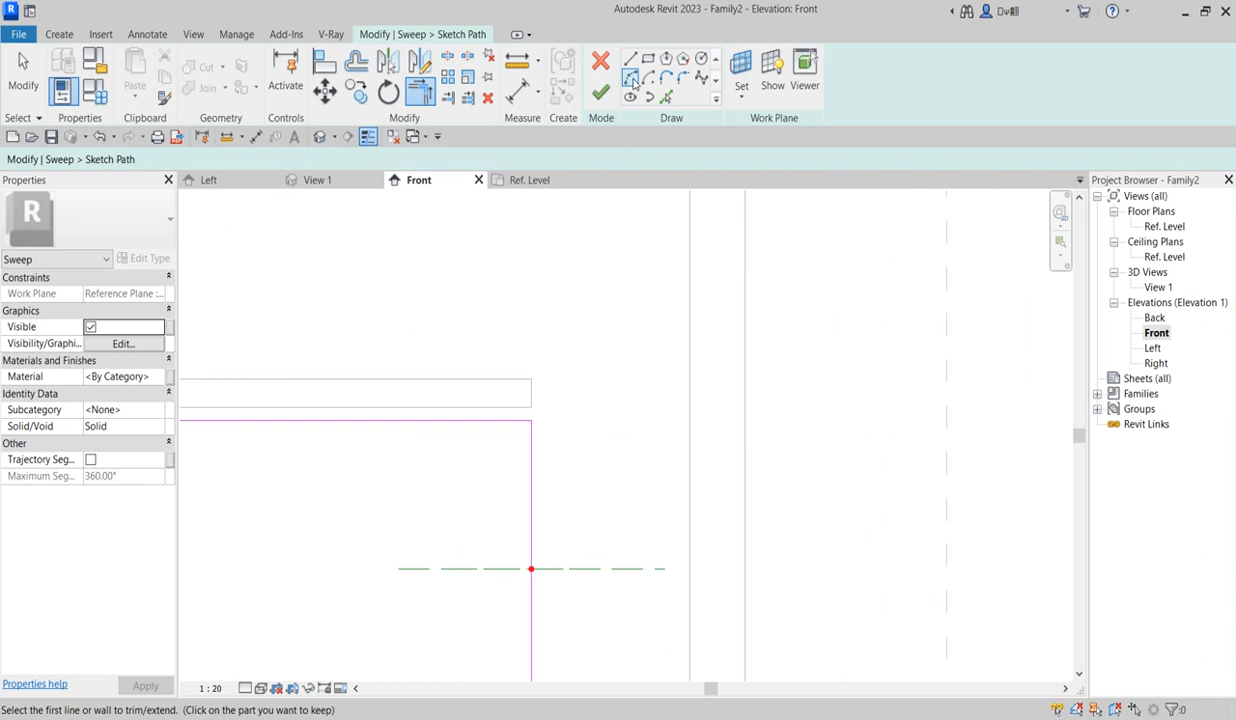 R
Autodesk Revit 2023 - Family2 - Elevation: Front
File Create Insert Annotate View Manage Add-Ins V-Ray Modify | Sweep > Sketch Path
Modify Paste Cut Join Activate Set Show Viewer
Select Properties Clipboard Geometry Controls Modify Measure Create Mode Draw Work Plane
Modify | Sweep > Sketch Path
Properties
Left View 1 Front Ref. Level
Project Browser - Family2
R
Sweep Edit Type
Constraints
Work Plane Reference Plane :...
Graphics
Visible
Visibility/Graphi... Edit...
Materials and Finishes
Material <By Category>
Identity Data
Subcategory <None>
Solid/Void Solid
Other
Trajectory Seg...
Maximum Seg... 360.00°
Properties help Apply
Views (all)
Floor Plans
Ref. Level
Ceiling Plans
Ref. Level
3D Views
View 1
Elevations (Elevation 1)
Back
Front
Left
Right
Sheets (all)
Families
Groups
Revit Links
1 : 20
Select the first line or wall to trim/extend. (Click on the part you want to keep) :0